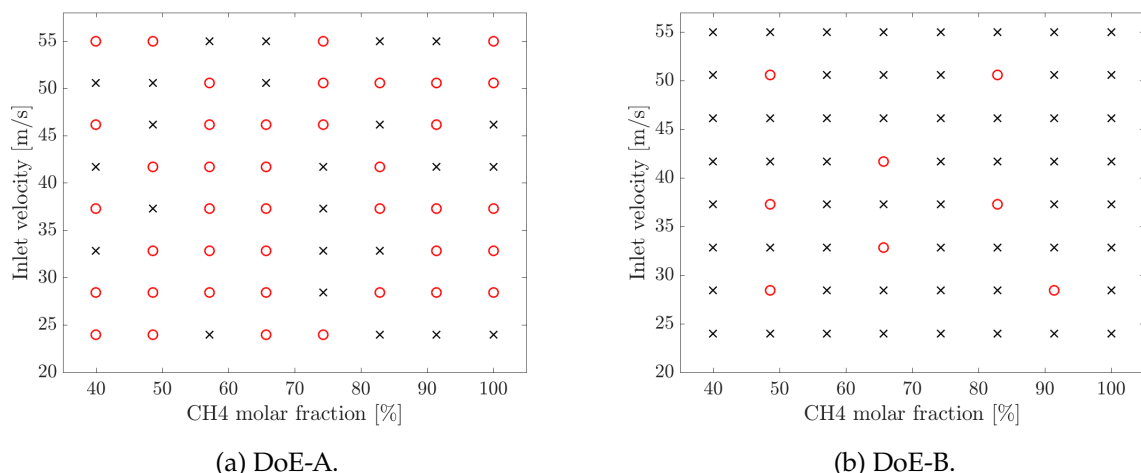 55
50
45
40
35
30
25
20
Inlet velocity [m/s]
40 50 60 70 80 90 100
CH4 molar fraction [%]
(a) DoE-A.
55
50
45
40
35
30
25
20
Inlet velocity [m/s]
40 50 60 70 80 90 100
CH4 molar fraction [%]
(b) DoE-B.